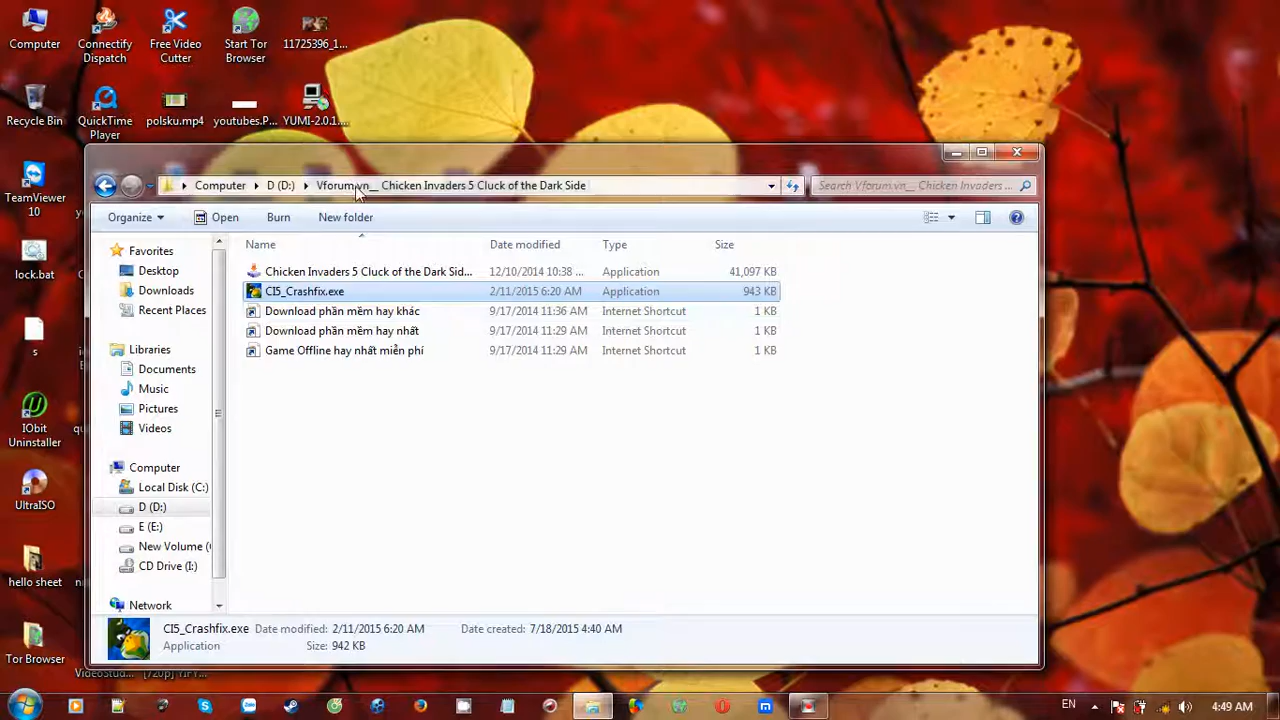 Computer
Connectify Dispatch
Free Video Cutter
Start Tor Browser
11725396_1...
Recycle Bin
QuickTime Player
polsku.mp4
youtubes.P...
YUMI-2.0.1....
TeamViewer 10
lock.bat
s
IObit Uninstaller
UltraISO
hello sheet
Tor Browser
Computer
D (D:)
Vforum.vn__ Chicken Invaders 5 Cluck of the Dark Side
Search Vforum.vn__ Chicken Invaders ...
Organize
Open
Burn
New folder
Favorites
Desktop
Downloads
Recent Places
Libraries
Documents
Music
Pictures
Videos
Computer
Local Disk (C:)
D (D:)
E (E:)
New Volume (
CD Drive (I:)
Network
Name Date modified Type Size
Chicken Invaders 5 Cluck of the Dark Sid... 12/10/2014 10:38 ... Application 41,097 KB
CI5_Crashfix.exe 2/11/2015 6:20 AM Application 943 KB
Download phần mềm hay khác 9/17/2014 11:36 AM Internet Shortcut 1 KB
Download phần mềm hay nhất 9/17/2014 11:29 AM Internet Shortcut 1 KB
Game Offline hay nhất miễn phí 9/17/2014 11:29 AM Internet Shortcut 1 KB
CI5_Crashfix.exe Date modified: 2/11/2015 6:20 AM Date created: 7/18/2015 4:40 AM
Application Size: 942 KB
EN
4:49 AM